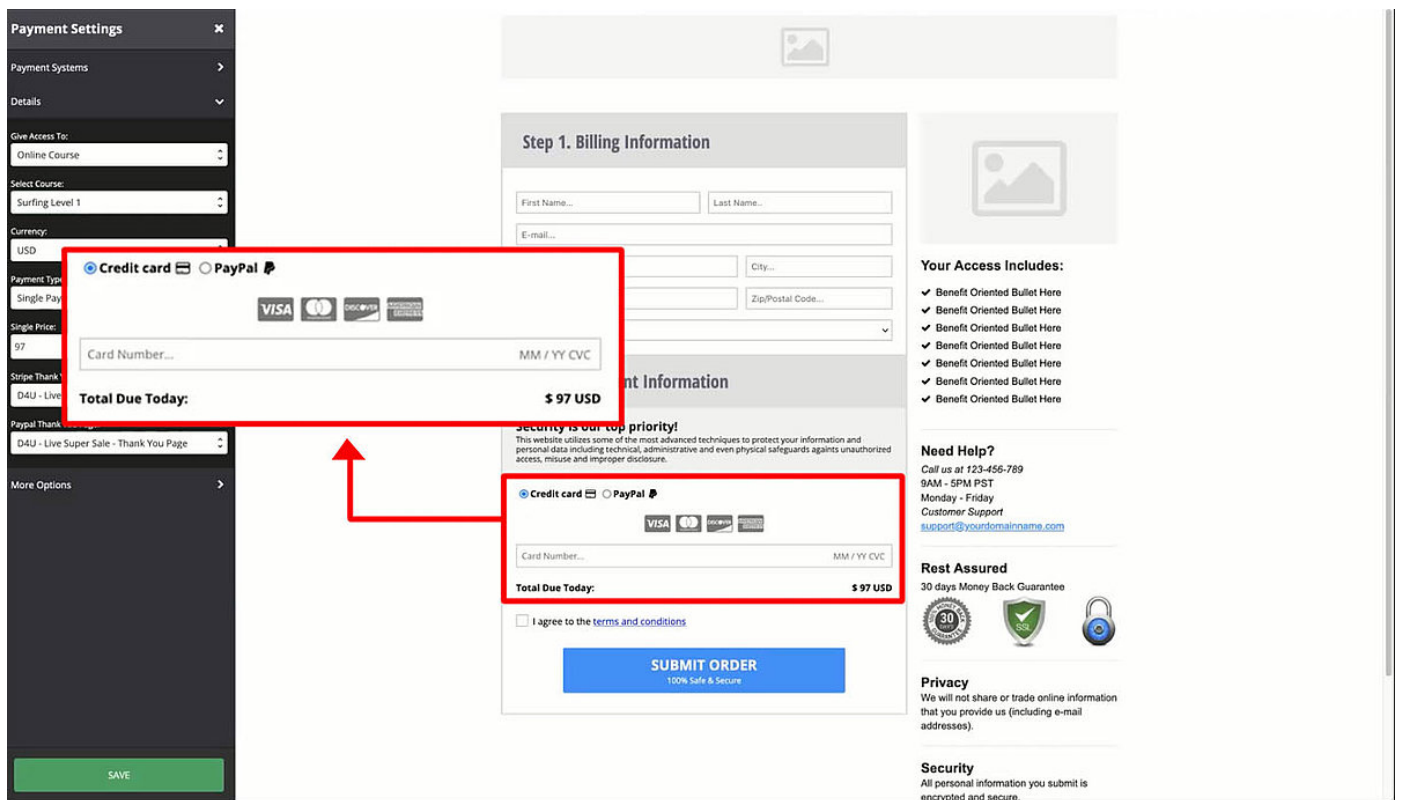 Payment Settings
Payment Systems
Details
Give Access To:
Online Course
Select Course:
Surfing Level 1
Currency:
USD
Payment Typ
Single Pay
Single Price:
97
Stripe Thank
D4U - Live
Paypal Thank
D4U - Live Super Sale - Thank You Page
More Options
SAVE
Credit card PayPal
VISA DISCOVER AMERICAN EXPRESS
Card Number... MM / YY CVC
Total Due Today: $ 97 USD
Step 1. Billing Information
First Name... Last Name..
E-mail...
City...
Zip/Postal Code...
nt Information
Security is our top priority!
This website utilizes some of the most advanced techniques to protect your information and
personal data including technical, administrative and even physical safeguards againts unauthorized
access, misuse and improper disclosure.
Credit card PayPal
VISA DISCOVER
Card Number... MM / YY CVC
Total Due Today: $ 97 USD
I agree to the terms and conditions
SUBMIT ORDER
100% Safe & Secure
Your Access Includes:
Benefit Oriented Bullet Here
Benefit Oriented Bullet Here
Benefit Oriented Bullet Here
Benefit Oriented Bullet Here
Benefit Oriented Bullet Here
Benefit Oriented Bullet Here
Benefit Oriented Bullet Here
Need Help?
Call us at 123-456-789
9AM - 5PM PST
Monday - Friday
Customer Support
support@yourdomainname.com
Rest Assured
30 days Money Back Guarantee
100% MONEY BACK
30
DAYS
GUARANTEE
SSL
Privacy
We will not share or trade online information
that you provide us (including e-mail
addresses).
Security
All personal information you submit is
encrypted and secure.